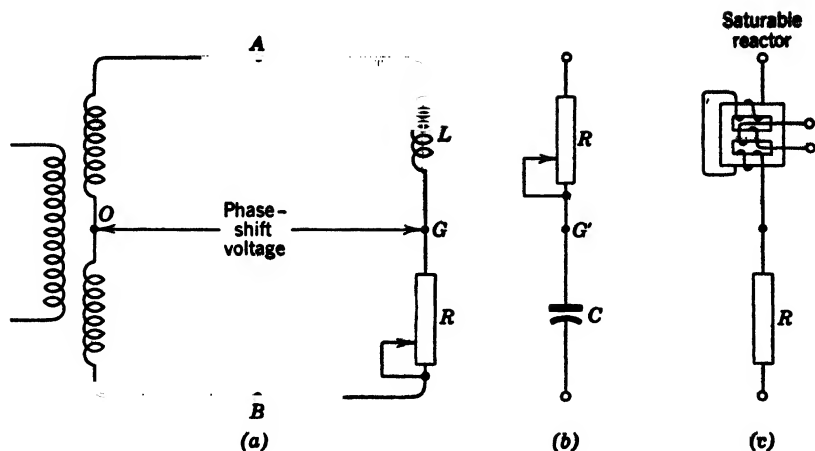 Saturable
reactor
A
L
R
O
Phase-
shift
voltage
G
G'
R
C
R
B
(a)
(b)
(c)